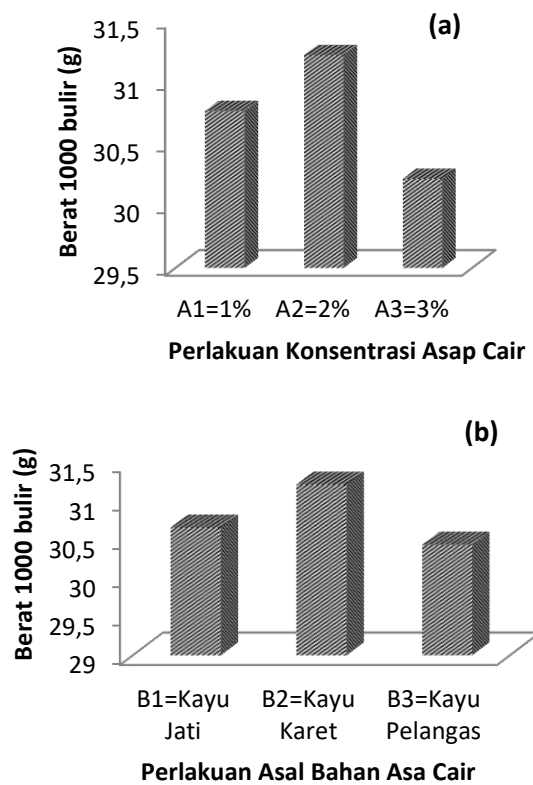 (a)
Berat 1000 bulir (g)
31,5
31
30,5
30
29,5
A1=1% A2=2% A3=3%
Perlakuan Konsentrasi Asap Cair
(b)
Berat 1000 bulir (g)
31,5
31
30,5
30
29,5
29
B1=Kayu Jati
B2=Kayu Karet
B3=Kayu Pelangas
Perlakuan Asal Bahan Asa Cair